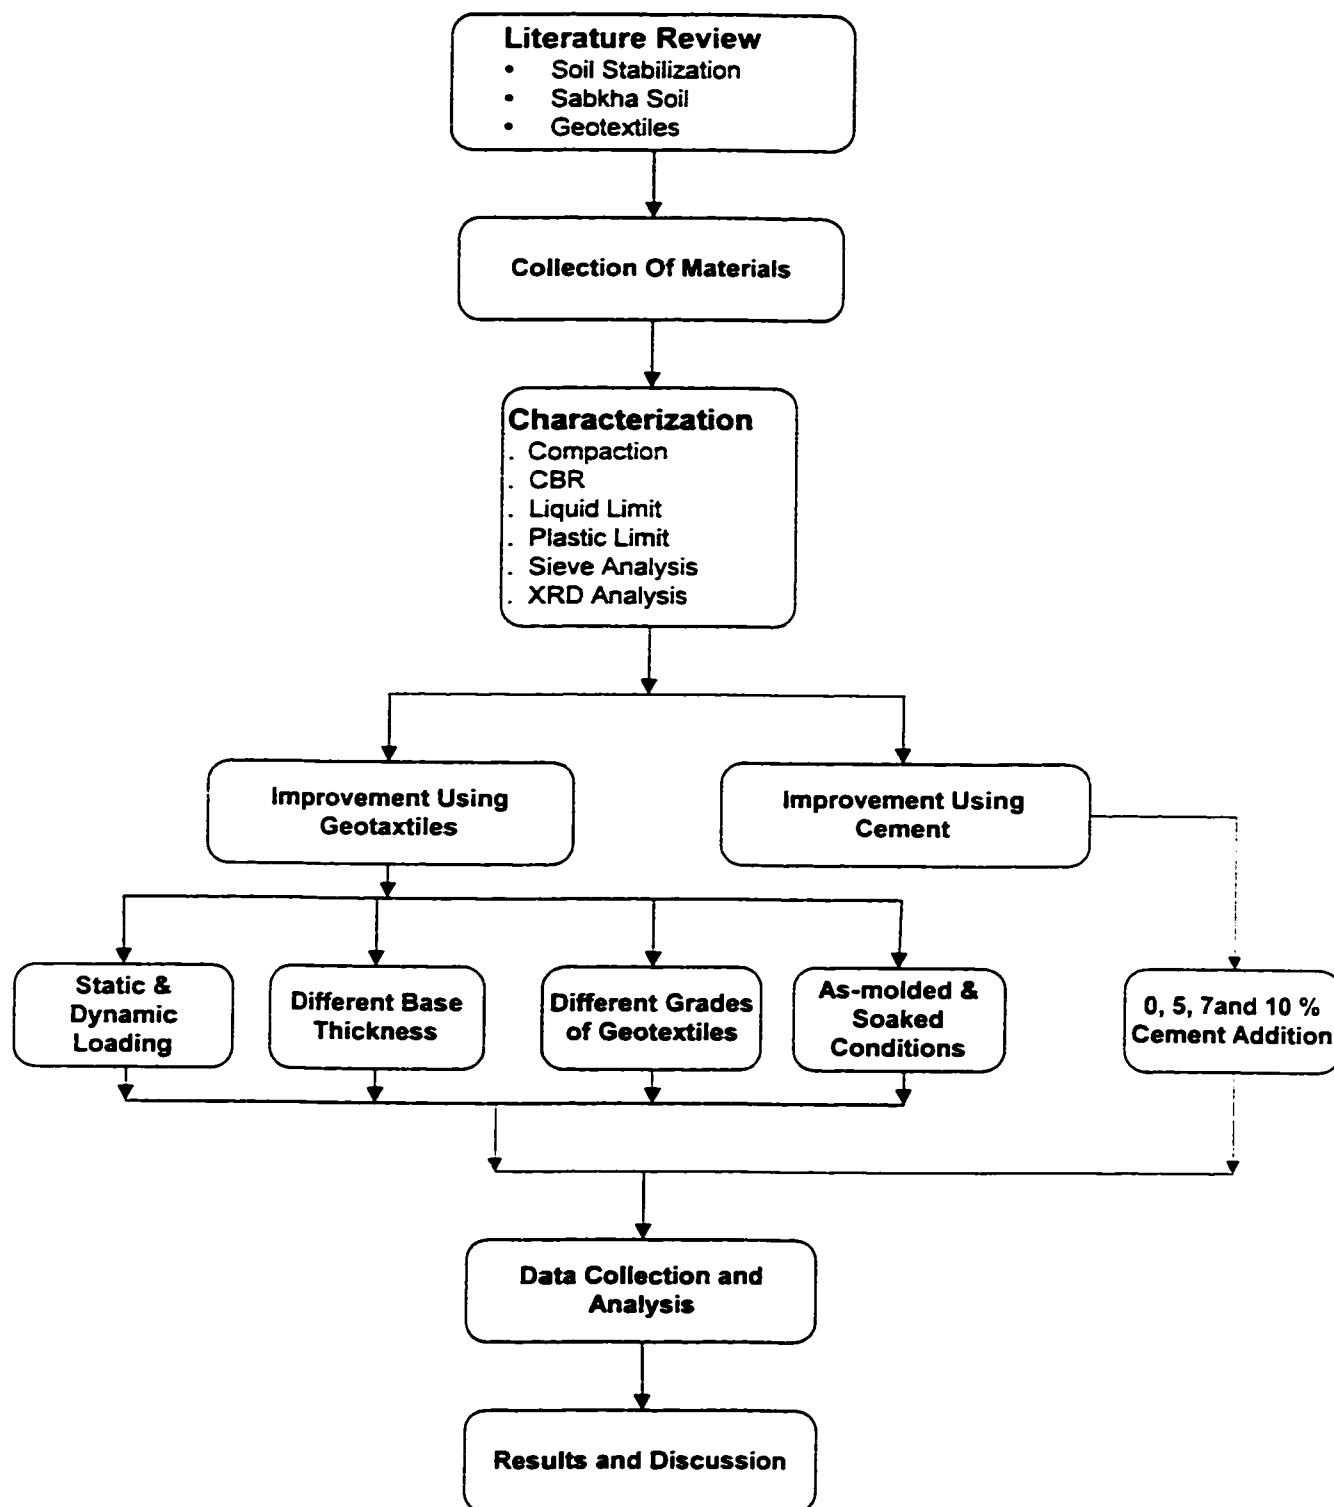 Literature Review
• Soil Stabilization
• Sabkha Soil
• Geotextiles
Collection Of Materials
Characterization
. Compaction
. CBR
. Liquid Limit
. Plastic Limit
. Sieve Analysis
. XRD Analysis
Improvement Using
Geotaxtiles
Improvement Using
Cement
Static &
Dynamic
Loading
Different Base
Thickness
Different Grades
of Geotextiles
As-molded &
Soaked
Conditions
0, 5, 7and 10 %
Cement Addition
Data Collection and
Analysis
Results and Discussion